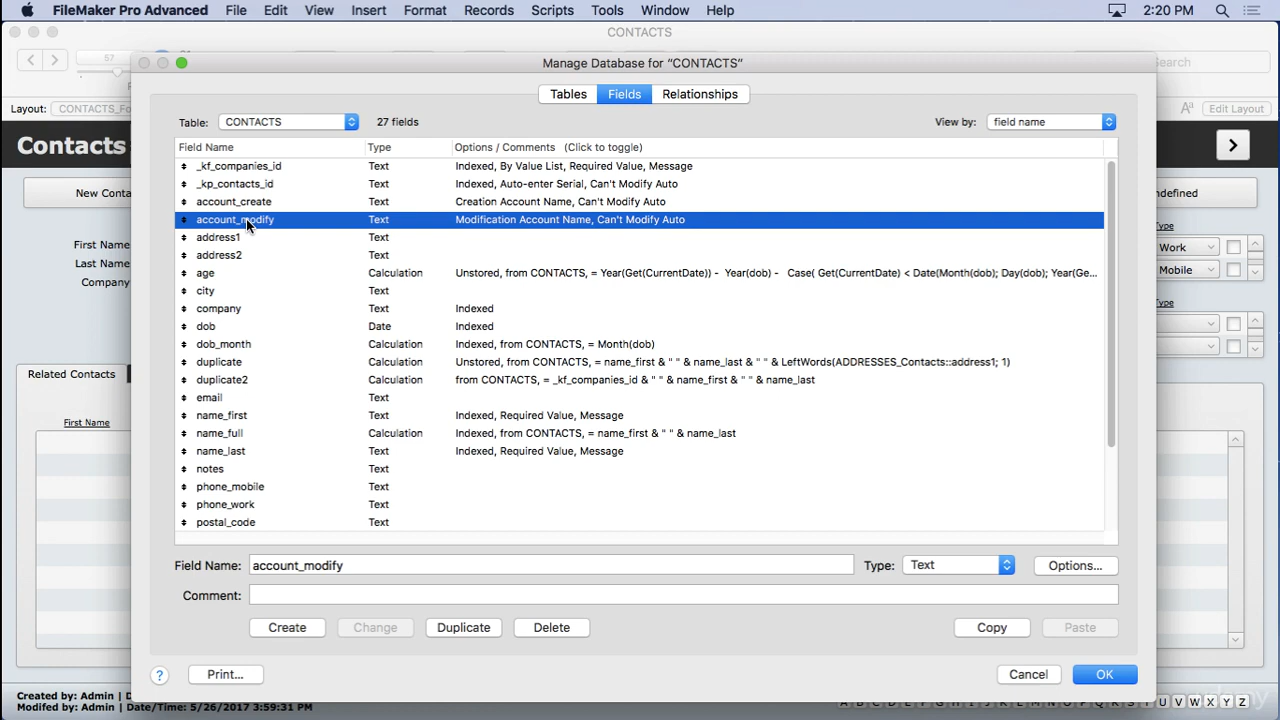 FileMaker Pro Advanced File Edit View Insert Format Records Scripts Tools Window Help 2:20 PM
CONTACTS
57
Search
Manage Database for “CONTACTS”
Layout: CONTACTS_Fo
Edit Layout
Tables Fields Relationships
Table: CONTACTS 27 fields View by: field name
Contacts
Field Name Type Options / Comments (Click to toggle)
_kf_companies_id Text Indexed, By Value List, Required Value, Message
_kp_contacts_id Text Indexed, Auto-enter Serial, Can't Modify Auto
New Conta
ndefined
account_create Text Creation Account Name, Can't Modify Auto
account_modify Text Modification Account Name, Can't Modify Auto
address1 Text
First Name
Type
Work
address2 Text
Last Name
Mobile
age Calculation Unstored, from CONTACTS, = Year(Get(CurrentDate)) - Year(dob) - Case( Get(CurrentDate) < Date(Month(dob); Day(dob); Year(Ge...
Company
city Text
Type
company Text Indexed
dob Date Indexed
dob_month Calculation Indexed, from CONTACTS, = Month(dob)
duplicate Calculation Unstored, from CONTACTS, = name_first & " " & name_last & " " & LeftWords(ADDRESSES_Contacts::address1; 1)
Related Contacts
duplicate2 Calculation from CONTACTS, = _kf_companies_id & " " & name_first & " " & name_last
email Text
name_first Text Indexed, Required Value, Message
First Name
name_full Calculation Indexed, from CONTACTS, = name_first & " " & name_last
name_last Text Indexed, Required Value, Message
notes Text
phone_mobile Text
phone_work Text
postal_code Text
Field Name: account_modify Type: Text Options...
Comment:
Create Change Duplicate Delete Copy Paste
? Print... Cancel OK
Created by: Admin | D
Modifed by: Admin | Date/Time: 5/26/2017 3:59:31 PM
A B C D E F G H I J K L M N O P Q R S T U V W X Y Z